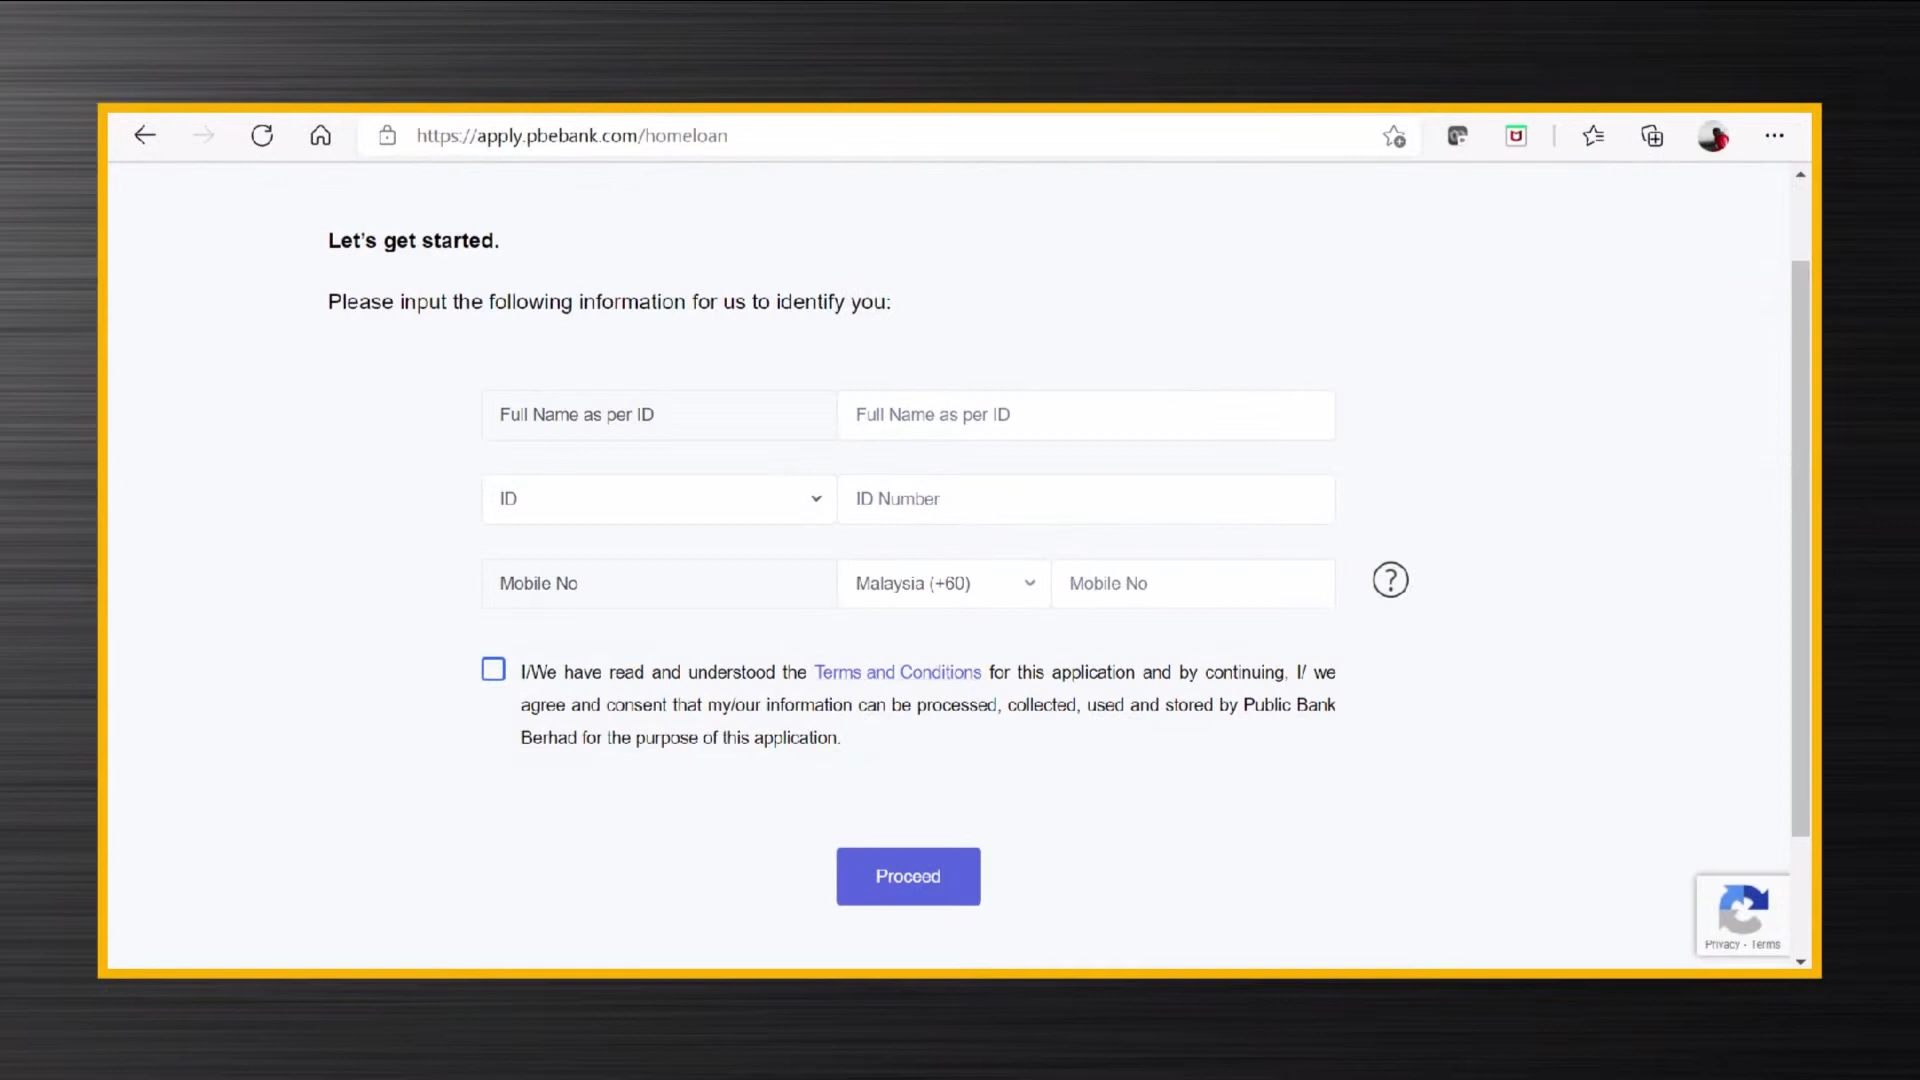 https://apply.pbebank.com/homeloan
Let's get started.
Please input the following information for us to identify you:
Full Name as per ID Full Name as per ID
ID ID Number
Mobile No Malaysia (+60) Mobile No ?
I/We have read and understood the Terms and Conditions for this application and by continuing, I/ we
agree and consent that my/our information can be processed, collected, used and stored by Public Bank
Berhad for the purpose of this application.
Proceed
Privacy - Terms